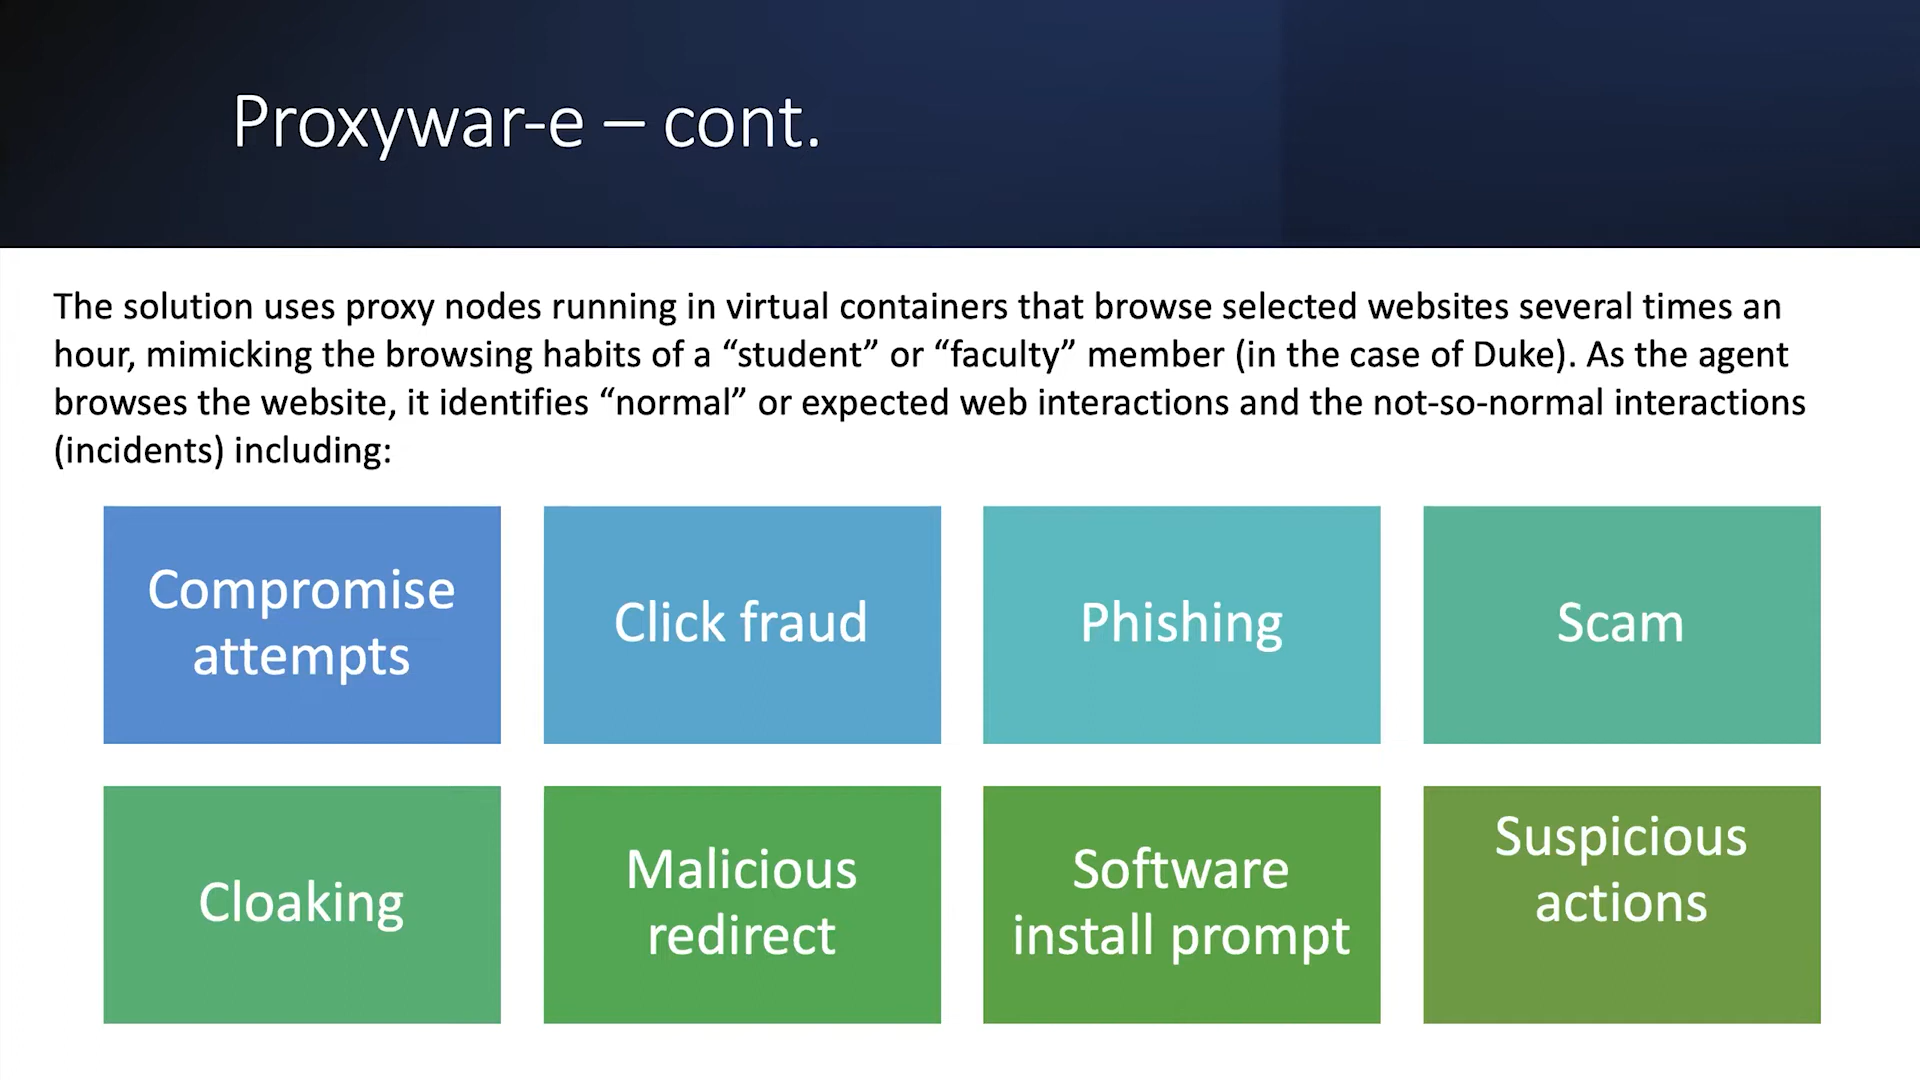 Proxywar-e – cont.
The solution uses proxy nodes running in virtual containers that browse selected websites several times an
hour, mimicking the browsing habits of a “student” or “faculty” member (in the case of Duke). As the agent
browses the website, it identifies “normal” or expected web interactions and the not-so-normal interactions
(incidents) including:
Compromise
attempts
Click fraud
Phishing
Scam
Cloaking
Malicious
redirect
Software
install prompt
Suspicious
actions